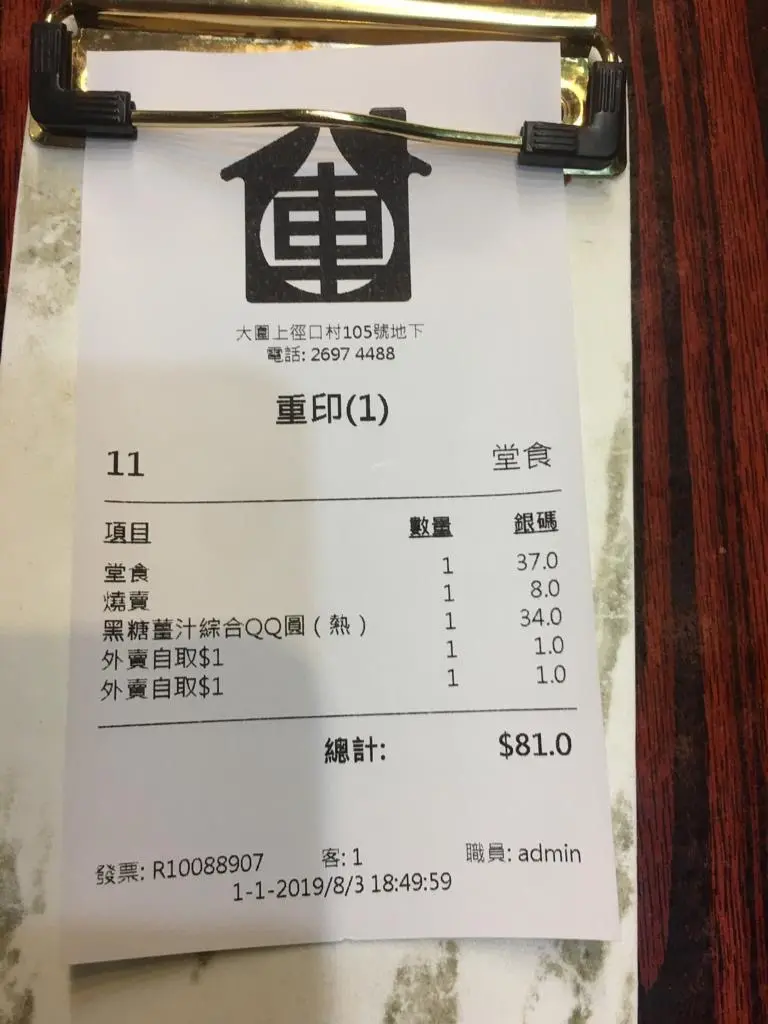 車
大圍上徑口村105號地下
電話: 2697 4488
重印(1)
11 堂食
項目 數量 銀碼
堂食 1 37.0
燒賣 1 8.0
黑糖薑汁綜合QQ圓（熱） 1 34.0
外賣自取$1 1 1.0
外賣自取$1 1 1.0
總計: $81.0
發票: R10088907 客: 1 職員: admin
1-1-2019/8/3 18:49:59